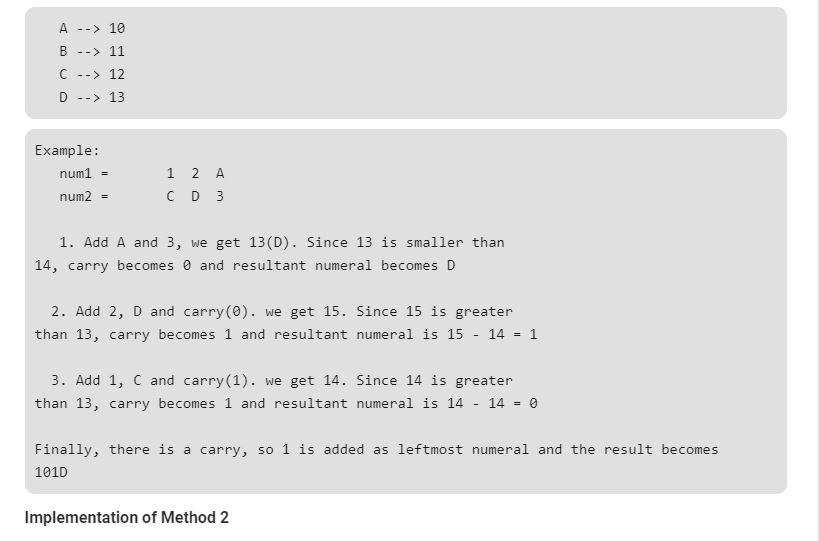 A --> 10
B --> 11
C --> 12
D --> 13
Example:
num1 = 1 2 A
num2 = C D 3
1. Add A and 3, we get 13(D). Since 13 is smaller than
14, carry becomes 0 and resultant numeral becomes D
2. Add 2, D and carry(0). we get 15. Since 15 is greater
than 13, carry becomes 1 and resultant numeral is 15 - 14 = 1
3. Add 1, C and carry(1). we get 14. Since 14 is greater
than 13, carry becomes 1 and resultant numeral is 14 - 14 = 0
Finally, there is a carry, so 1 is added as leftmost numeral and the result becomes
101D
Implementation of Method 2